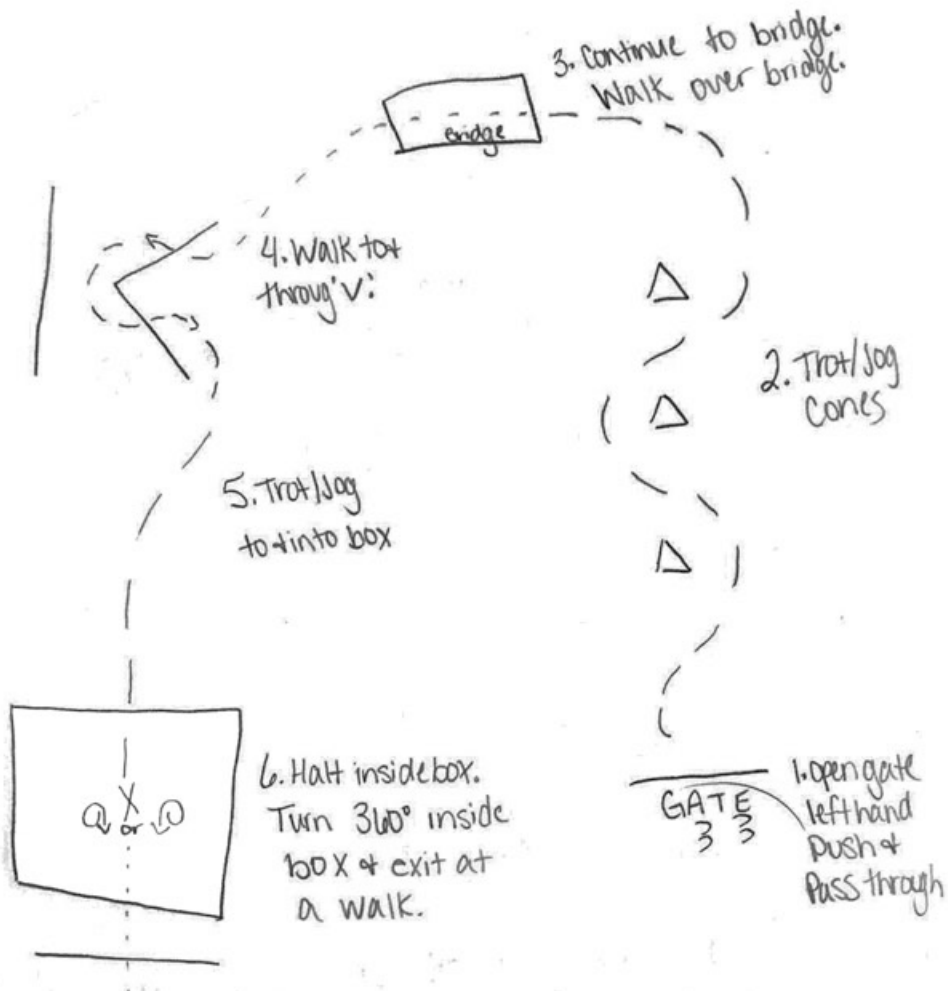 3. Continue to bridge.
Walk over bridge.
Bridge
4. Walk to+
throug 'V'.
2. Trot/Jog
Cones
5. Trot/Jog
to + into box
6. Halt inside box.
Turn 360° inside
box + exit at
a walk.
X
or
GATE
1. open gate
left hand
push +
Pass through